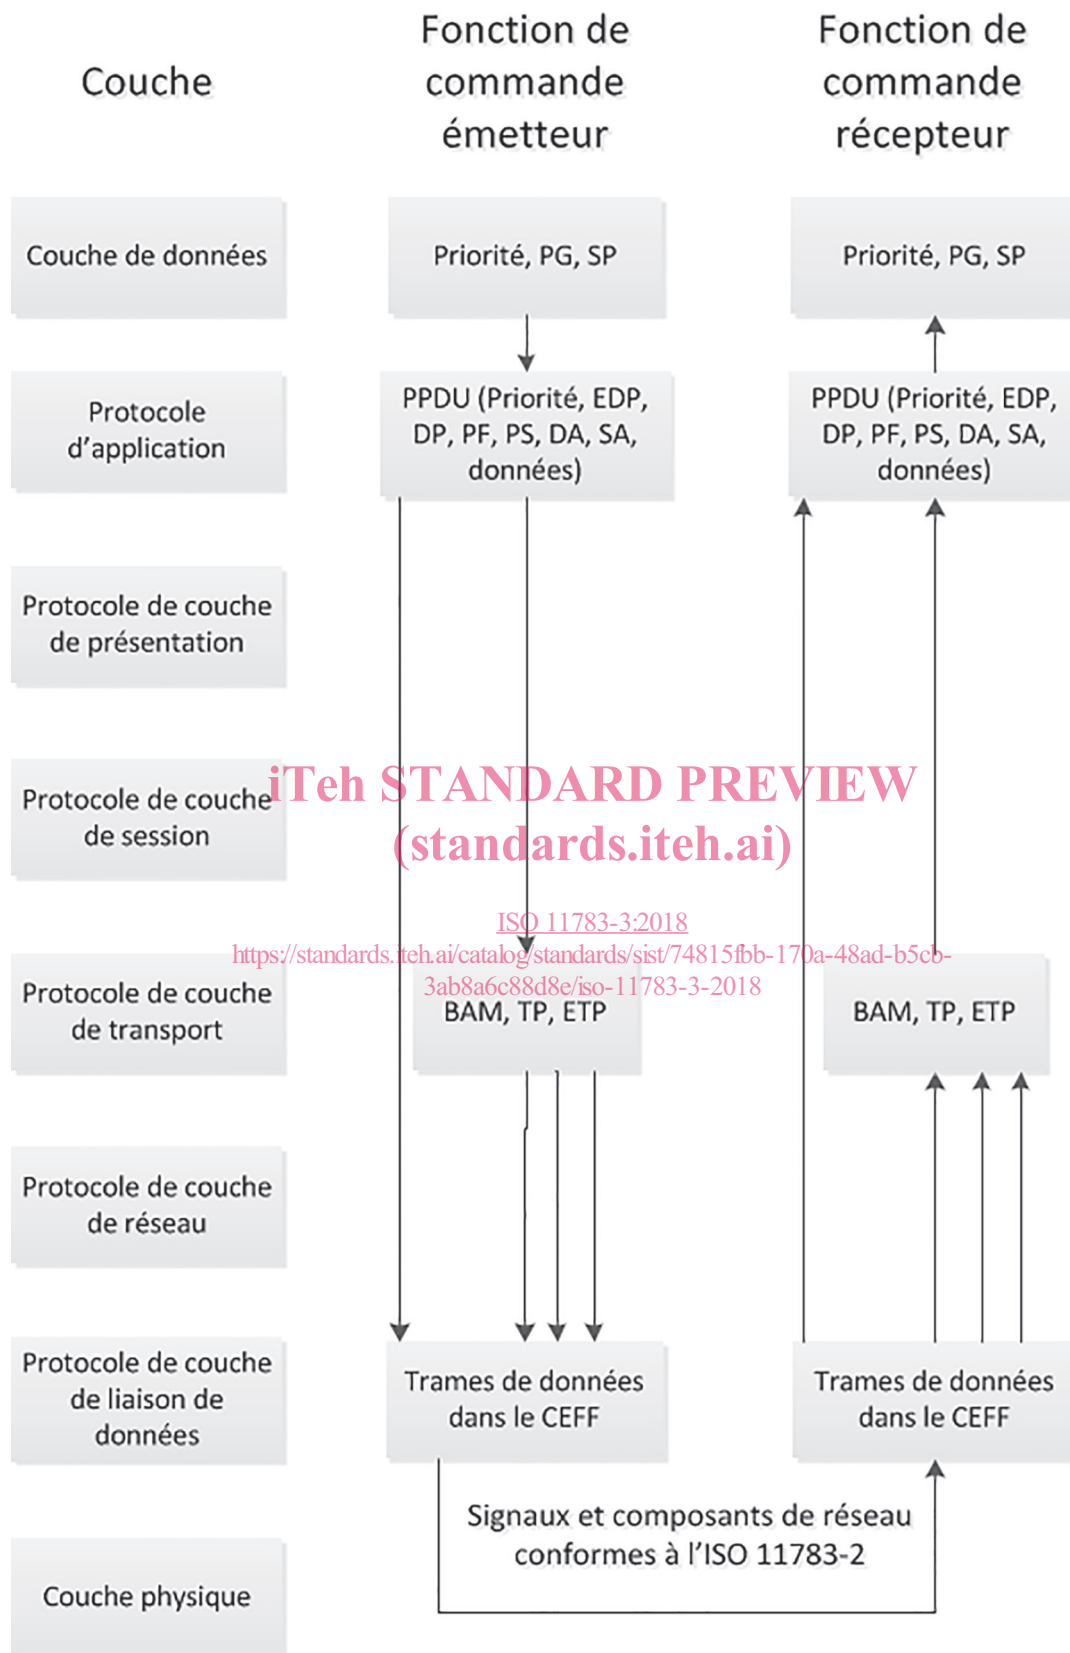 Couche
Fonction de
commande
émetteur
Fonction de
commande
récepteur
Couche de données
Priorité, PG, SP
Priorité, PG, SP
Protocole
d’application
PPDU (Priorité, EDP,
DP, PF, PS, DA, SA,
données)
PPDU (Priorité, EDP,
DP, PF, PS, DA, SA,
données)
Protocole de couche
de présentation
Protocole de couche
de session
iTeh STANDARD PREVIEW
(standards.iteh.ai)
ISO 11783-3:2018
https://standards.iteh.ai/catalog/standards/sist/74815fbb-170a-48ad-b5cb-
3ab8a6c88d8e/iso-11783-3-2018
Protocole de couche
de transport
BAM, TP, ETP
BAM, TP, ETP
Protocole de couche
de réseau
Protocole de couche
de liaison de
données
Trames de données
dans le CEFF
Trames de données
dans le CEFF
Signaux et composants de réseau
conformes à l’ISO 11783-2
Couche physique